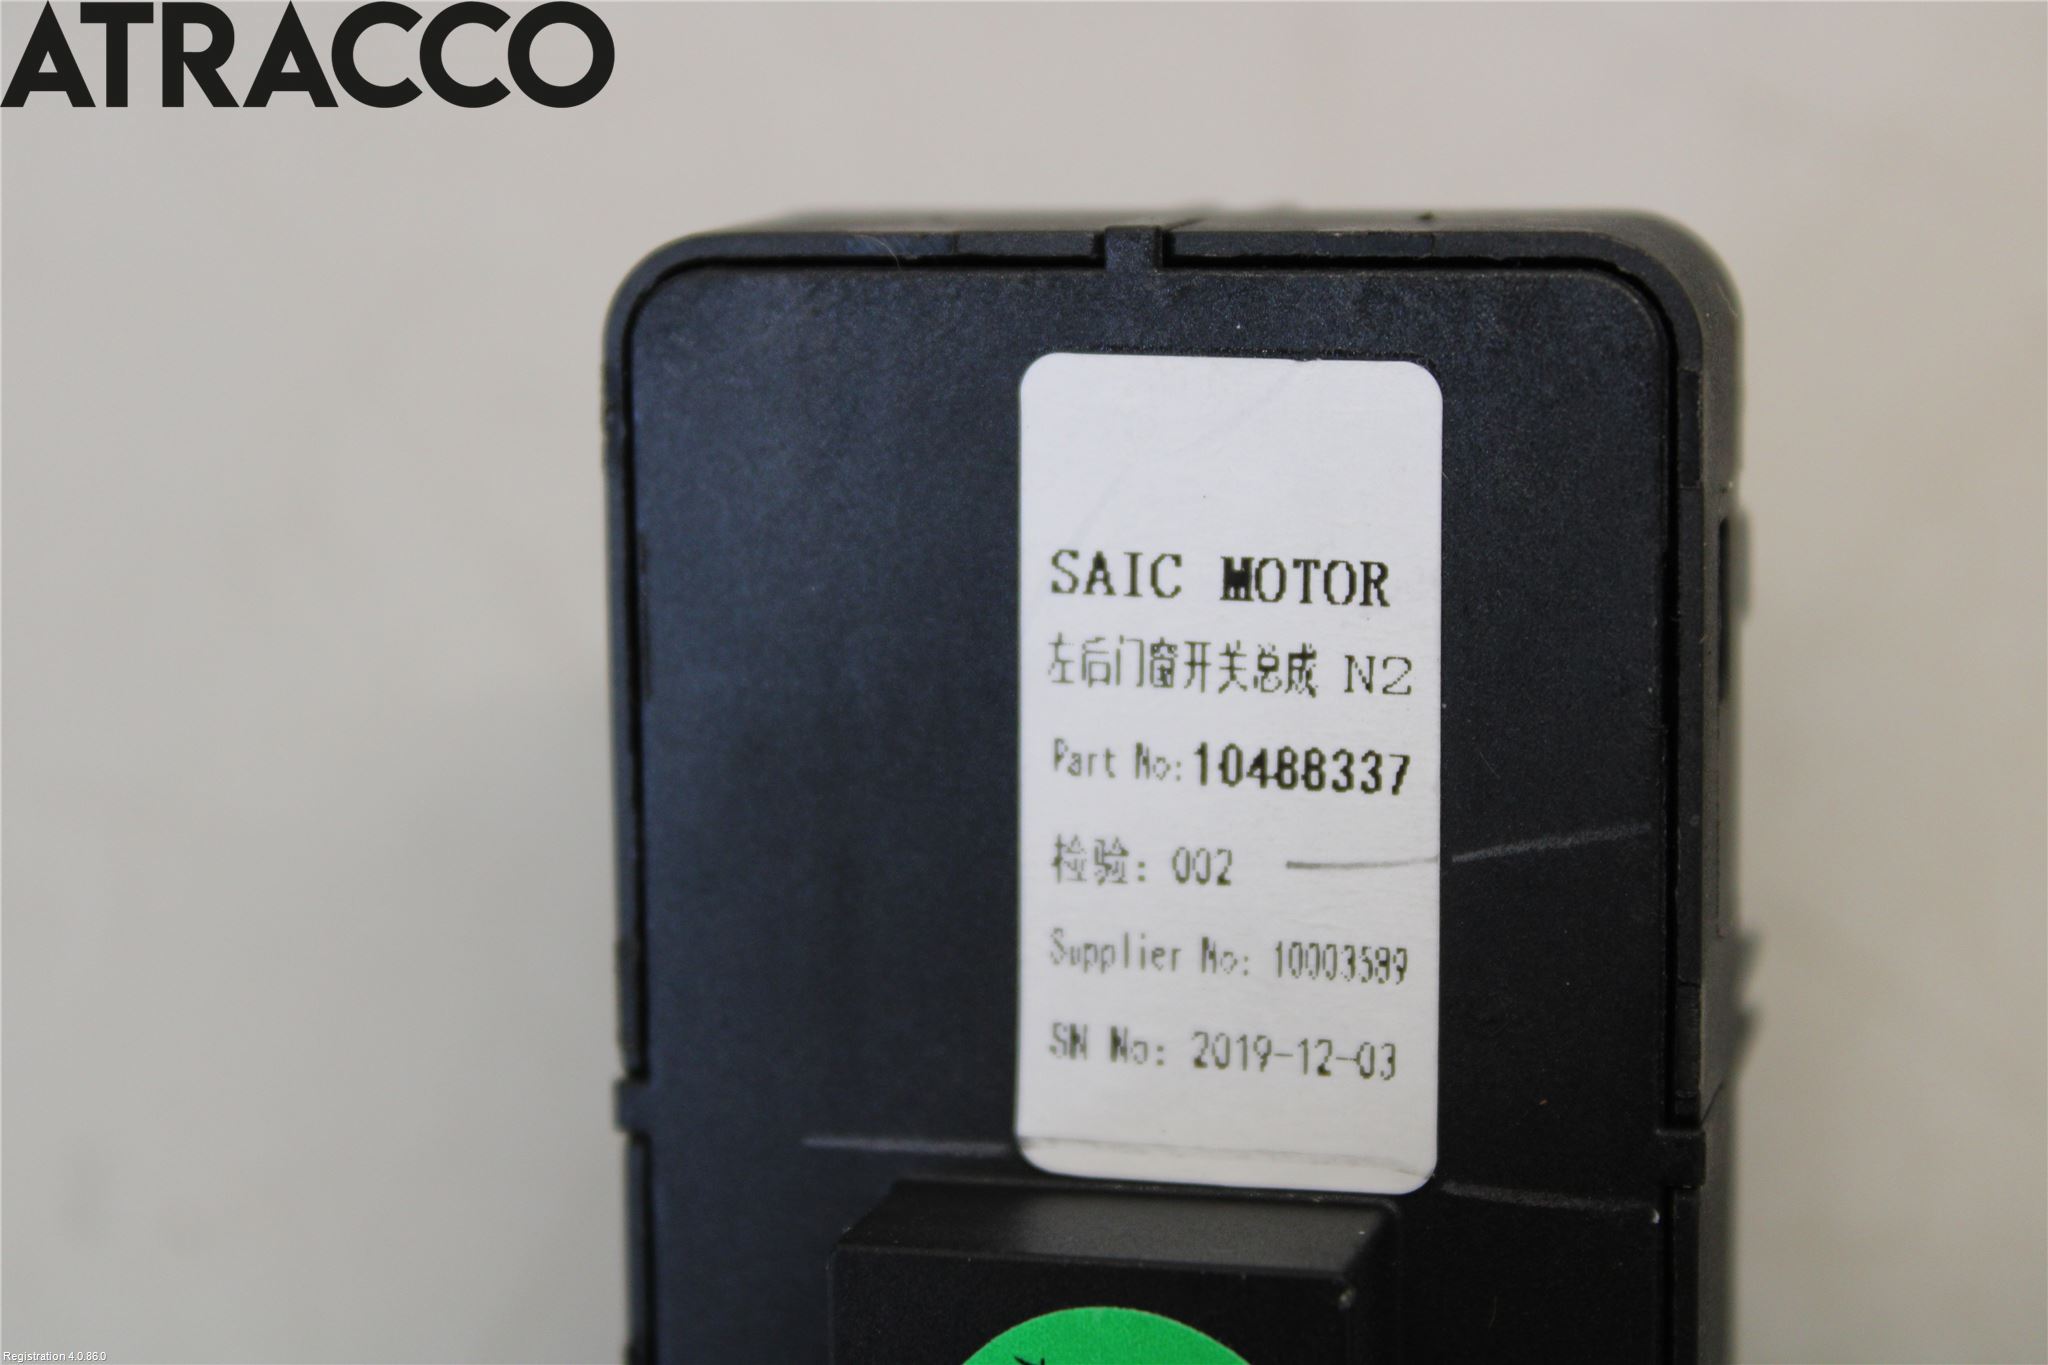 ATRACCO
SAIC MOTOR
左后门窗开关总成 N2
Part No:10488337
检验: 002
Supplier No: 10003589
SN No: 2019-12-03
Registration 4.0.86.0